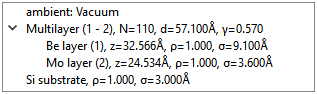 ambient: Vacuum
Multilayer (1 - 2), N=110, d=57.100Å, γ=0.570
Be layer (1), z=32.566Å, ρ=1.000, σ=9.100Å
Mo layer (2), z=24.534Å, ρ=1.000, σ=3.600Å
Si substrate, ρ=1.000, σ=3.000Å